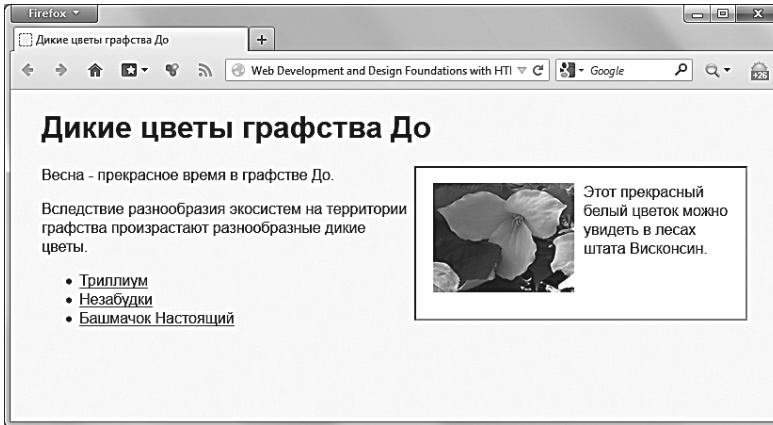 Firefox
Дикие цветы графства До
Web Development and Design Foundations with HTI
Google
+26
Дикие цветы графства До
Весна - прекрасное время в графстве До.
Вследствие разнообразия экосистем на территории
графства произрастают разнообразные дикие
цветы.
Триллиум
Незабудки
Башмачок Настоящий
Этот прекрасный
белый цветок можно
увидеть в лесах
штата Висконсин.